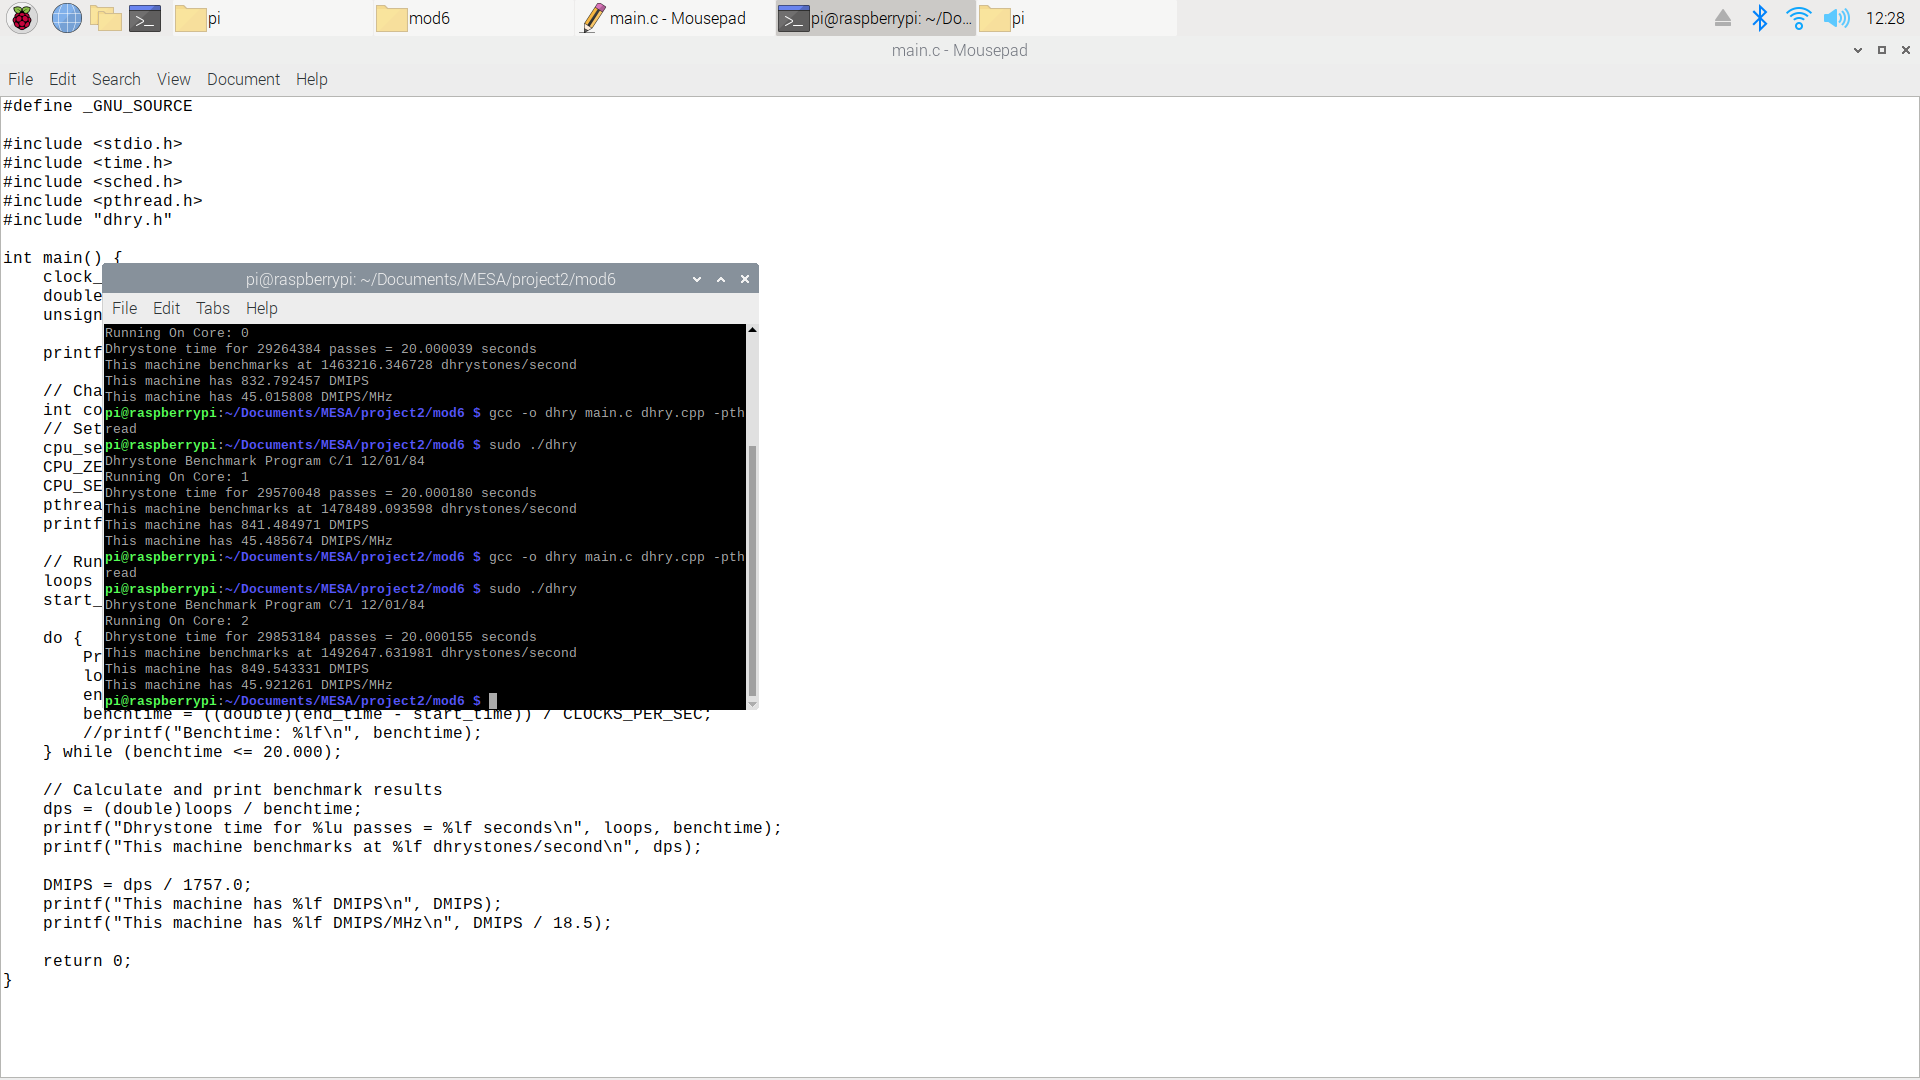 pi
mod6
main.c - Mousepad
pi@raspberrypi: ~/Do...
pi
12:28
main.c - Mousepad
File Edit Search View Document Help
#define _GNU_SOURCE
#include <stdio.h>
#include <time.h>
#include <sched.h>
#include <pthread.h>
#include "dhry.h"
int main() {
clock_
double
unsign
printf
// Cha
int co
// Set
cpu_se
CPU_ZE
CPU_SE
pthrea
printf
// Run
loops
start_
do {
Pr
lo
en
benchtime = ((double)(end_time - start_time)) / CLOCKS_PER_SEC;
//printf("Benchtime: %lf\n", benchtime);
} while (benchtime <= 20.000);
// Calculate and print benchmark results
dps = (double)loops / benchtime;
printf("Dhrystone time for %lu passes = %lf seconds\n", loops, benchtime);
printf("This machine benchmarks at %lf dhrystones/second\n", dps);
DMIPS = dps / 1757.0;
printf("This machine has %lf DMIPS\n", DMIPS);
printf("This machine has %lf DMIPS/MHz\n", DMIPS / 18.5);
return 0;
}
pi@raspberrypi: ~/Documents/MESA/project2/mod6
File Edit Tabs Help
Running On Core: 0
Dhrystone time for 29264384 passes = 20.000039 seconds
This machine benchmarks at 1463216.346728 dhrystones/second
This machine has 832.792457 DMIPS
This machine has 45.015808 DMIPS/MHz
pi@raspberrypi:~/Documents/MESA/project2/mod6 $ gcc -o dhry main.c dhry.cpp -pth
read
pi@raspberrypi:~/Documents/MESA/project2/mod6 $ sudo ./dhry
Dhrystone Benchmark Program C/1 12/01/84
Running On Core: 1
Dhrystone time for 29570048 passes = 20.000180 seconds
This machine benchmarks at 1478489.093598 dhrystones/second
This machine has 841.484971 DMIPS
This machine has 45.485674 DMIPS/MHz
pi@raspberrypi:~/Documents/MESA/project2/mod6 $ gcc -o dhry main.c dhry.cpp -pth
read
pi@raspberrypi:~/Documents/MESA/project2/mod6 $ sudo ./dhry
Dhrystone Benchmark Program C/1 12/01/84
Running On Core: 2
Dhrystone time for 29853184 passes = 20.000155 seconds
This machine benchmarks at 1492647.631981 dhrystones/second
This machine has 849.543331 DMIPS
This machine has 45.921261 DMIPS/MHz
pi@raspberrypi:~/Documents/MESA/project2/mod6 $